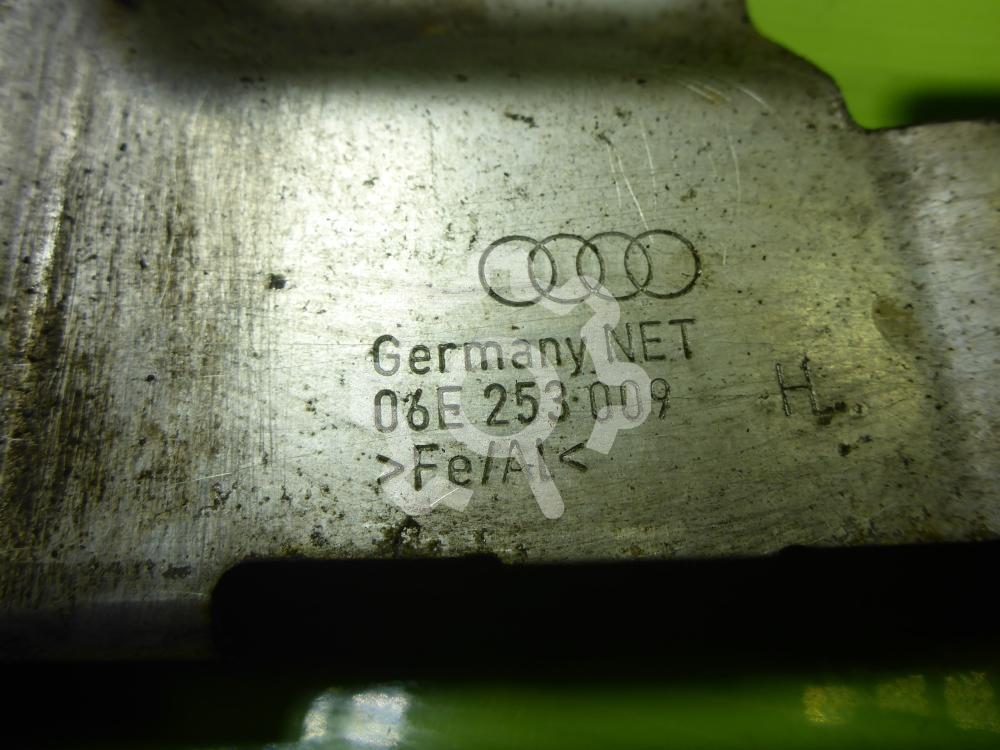 Germany NET
06E 253 009 H
>Fe/Al<